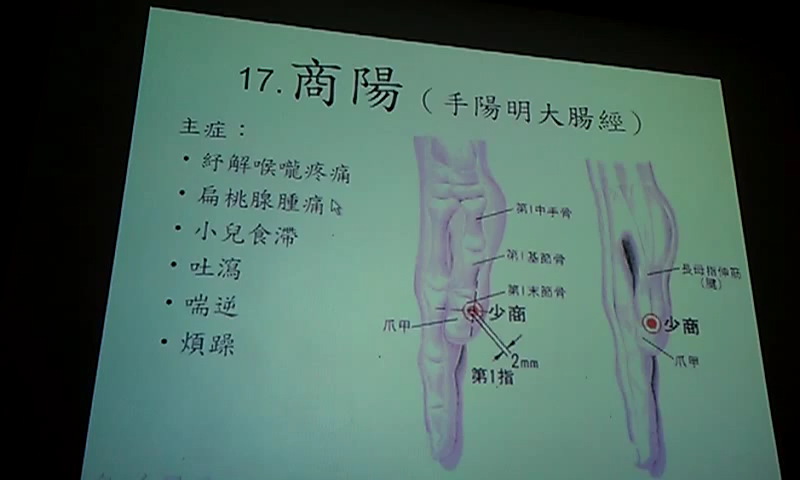 17.商陽（手陽明大腸經）
主症：
• 紓解喉嚨疼痛
• 扁桃腺腫痛
• 小兒食滯
• 吐瀉
• 喘逆
• 煩躁
第1中手骨
第1基節骨
第1末節骨
少商
爪甲
2mm
第1指
長母指伸筋
（腱）
少商
爪甲